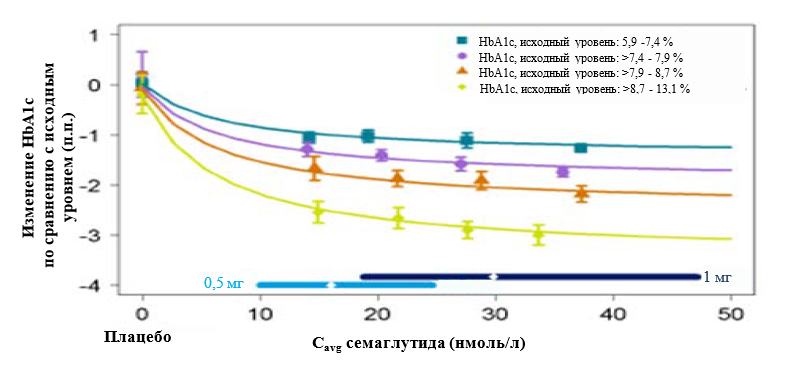 HbA1c, исходный уровень: 5,9 -7,4 %
HbA1c, исходный уровень: >7,4 - 7,9 %
HbA1c, исходный уровень: >7,9 - 8,7 %
HbA1c, исходный уровень: >8,7 - 13,1 %
Изменение HbA1c
по сравнению с исходным
уровнем (п.п.)
1
0
-1
-2
-3
-4
0,5 мг
1 мг
0
10
20
30
40
50
Плацебо
Cavg семаглутида (нмоль/л)